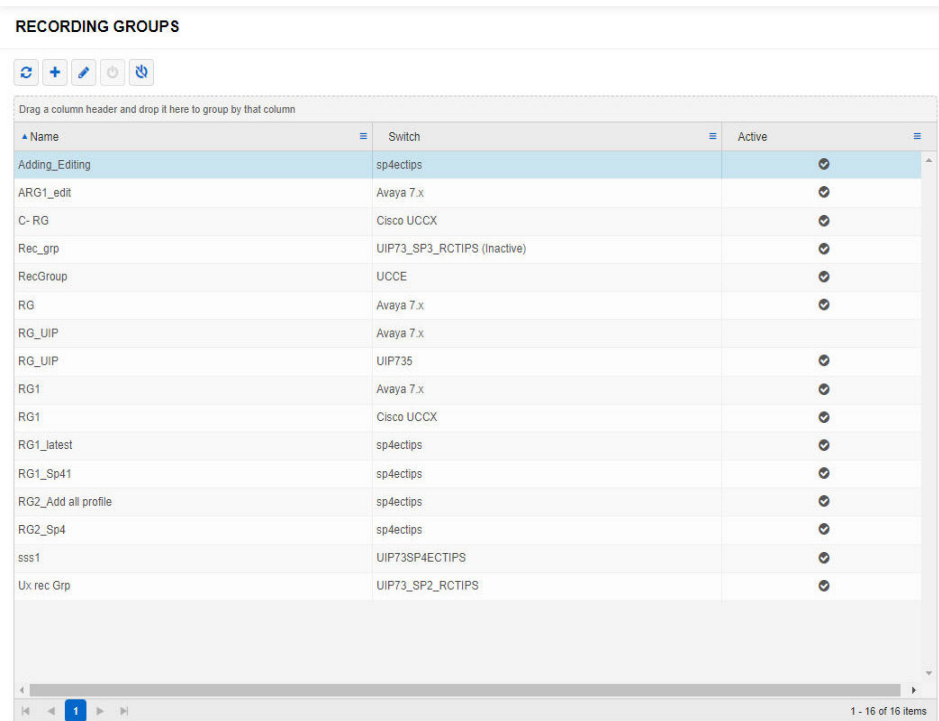 RECORDING GROUPS
Drag a column header and drop it here to group by that column
Name Switch Active
Adding_Editing sp4ectips
ARG1_edit Avaya 7.x
C- RG Cisco UCCX
Rec_grp UIP73_SP3_RCTIPS (Inactive)
RecGroup UCCE
RG Avaya 7.x
RG_UIP Avaya 7.x
RG_UIP UIP735
RG1 Avaya 7.x
RG1 Cisco UCCX
RG1_latest sp4ectips
RG1_Sp41 sp4ectips
RG2_Add all profile sp4ectips
RG2_Sp4 sp4ectips
sss1 UIP73SP4ECTIPS
Ux rec Grp UIP73_SP2_RCTIPS
1 1 - 16 of 16 items